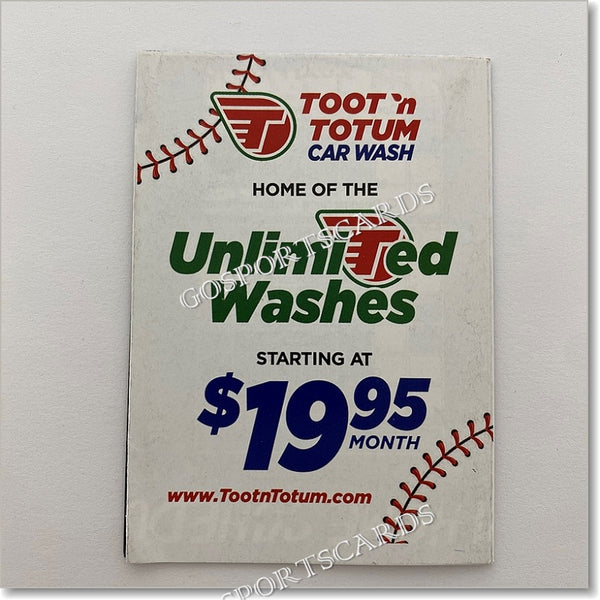 TOOT 'n
TOTUM
CAR WASH
HOME OF THE
UnlimiTed
Washes
STARTING AT
$19 95
MONTH
www.TootnTotum.com
GOSPORTSCARDS
GOSPORTSCARDS